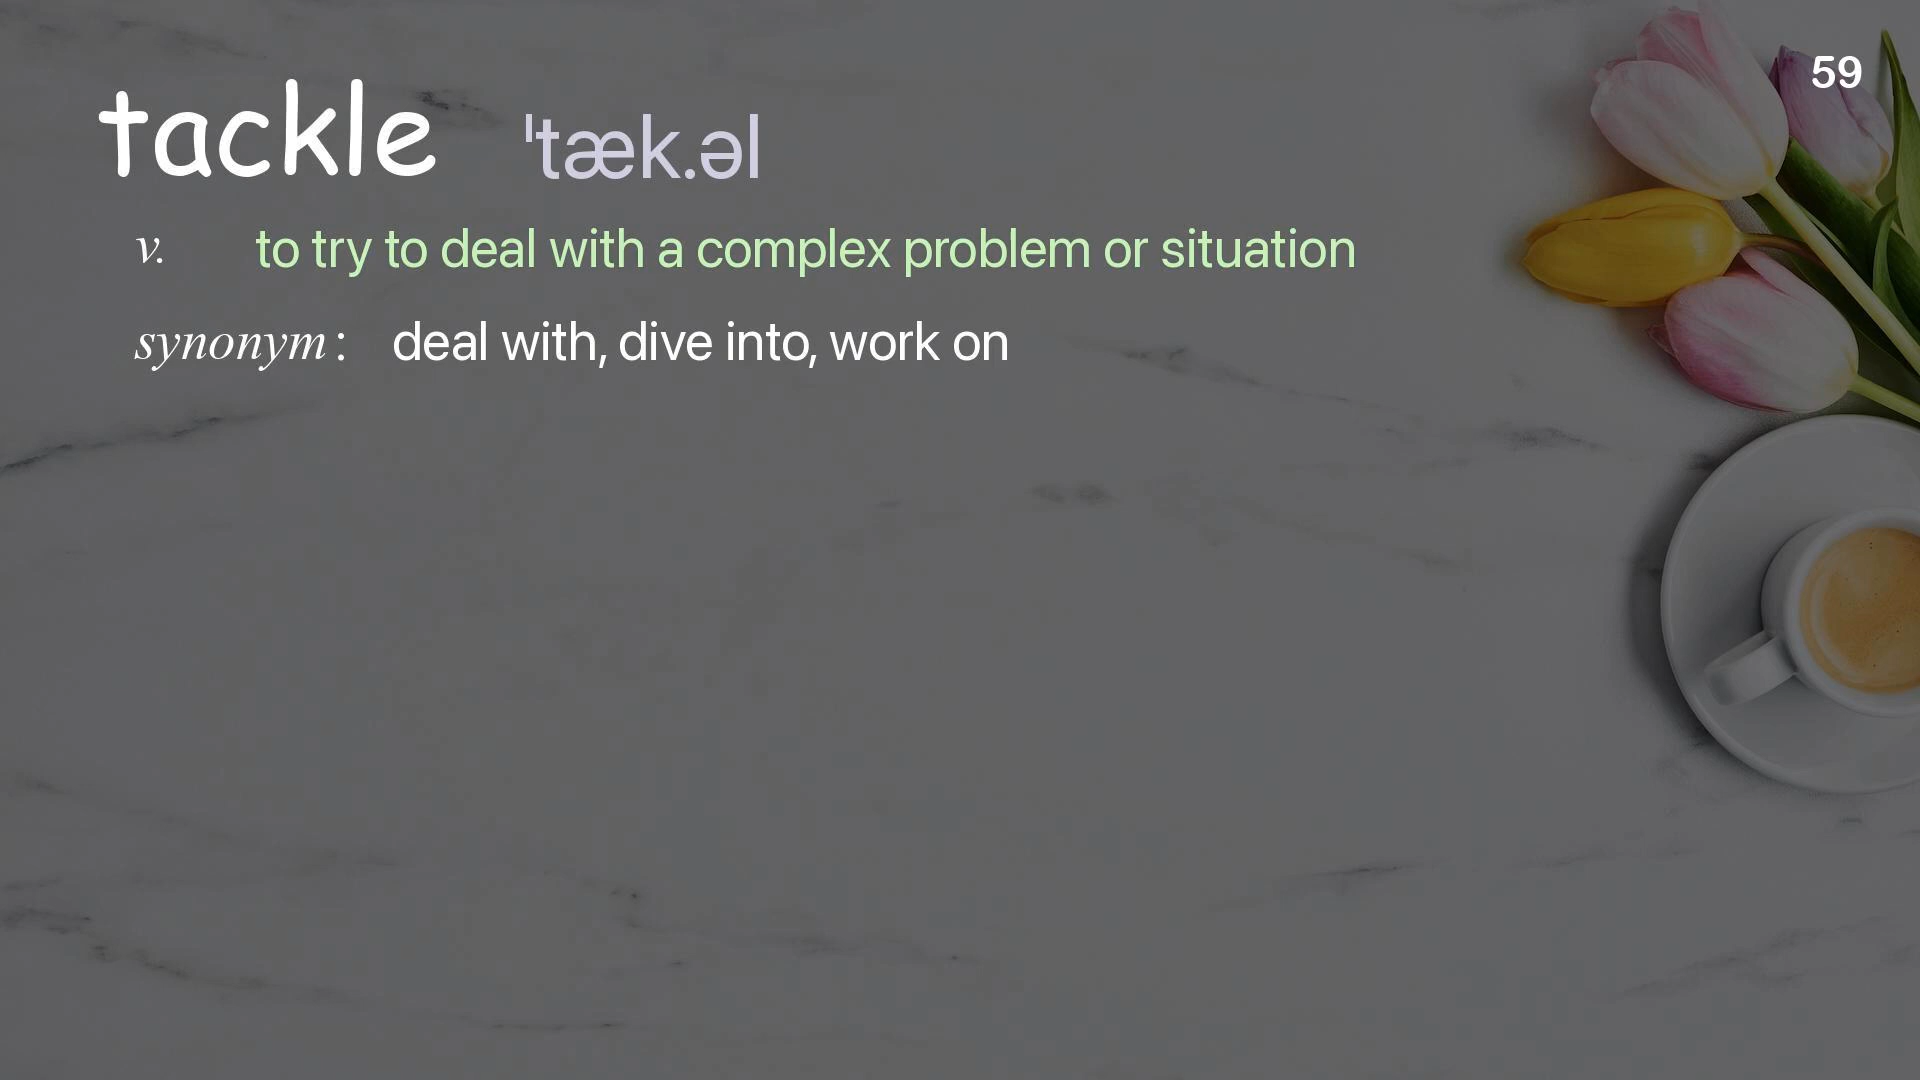 59
tackle ˈtæk.əl
v. to try to deal with a complex problem or situation
synonym: deal with, dive into, work on